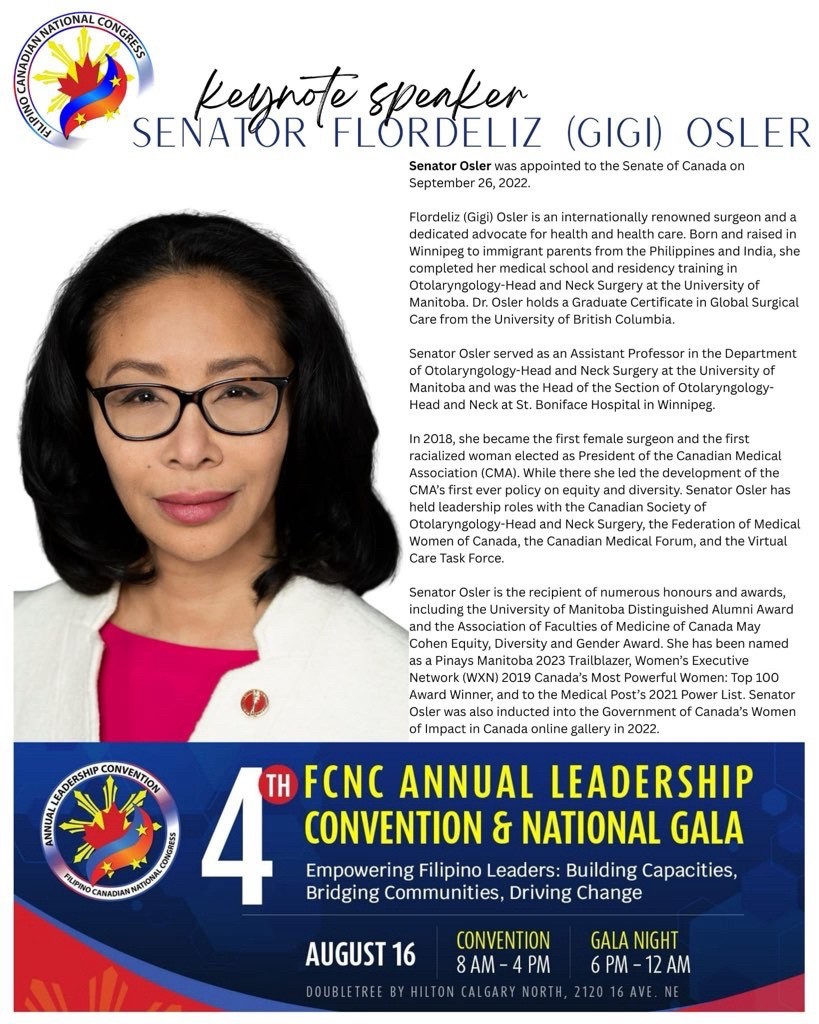 FILIPINO CANADIAN NATIONAL CONGRESS
keynote speaker
SENATOR FLORDELIZ (GIGI) OSLER
Senator Osler was appointed to the Senate of Canada on
September 26, 2022.
Flordeliz (Gigi) Osler is an internationally renowned surgeon and a
dedicated advocate for health and health care. Born and raised in
Winnipeg to immigrant parents from the Philippines and India, she
completed her medical school and residency training in
Otolaryngology-Head and Neck Surgery at the University of
Manitoba. Dr. Osler holds a Graduate Certificate in Global Surgical
Care from the University of British Columbia.
Senator Osler served as an Assistant Professor in the Department
of Otolaryngology-Head and Neck Surgery at the University of
Manitoba and was the Head of the Section of Otolaryngology-
Head and Neck at St. Boniface Hospital in Winnipeg.
In 2018, she became the first female surgeon and the first
racialized woman elected as President of the Canadian Medical
Association (CMA). While there she led the development of the
CMA's first ever policy on equity and diversity. Senator Osler has
held leadership roles with the Canadian Society of
Otolaryngology-Head and Neck Surgery, the Federation of Medical
Women of Canada, the Canadian Medical Forum, and the Virtual
Care Task Force.
Senator Osler is the recipient of numerous honours and awards,
including the University of Manitoba Distinguished Alumni Award
and the Association of Faculties of Medicine of Canada May
Cohen Equity, Diversity and Gender Award. She has been named
as a Pinays Manitoba 2023 Trailblazer, Women's Executive
Network (WXN) 2019 Canada's Most Powerful Women: Top 100
Award Winner, and to the Medical Post's 2021 Power List. Senator
Osler was also inducted into the Government of Canada's Women
of Impact in Canada online gallery in 2022.
ANNUAL LEADERSHIP CONVENTION
FILIPINO CANADIAN NATIONAL CONGRESS
4TH FCNC ANNUAL LEADERSHIP
CONVENTION & NATIONAL GALA
Empowering Filipino Leaders: Building Capacities,
Bridging Communities, Driving Change
AUGUST 16
CONVENTION
8 AM – 4 PM
GALA NIGHT
6 PM – 12 AM
DOUBLETREE BY HILTON CALGARY NORTH, 2120 16 AVE. NE